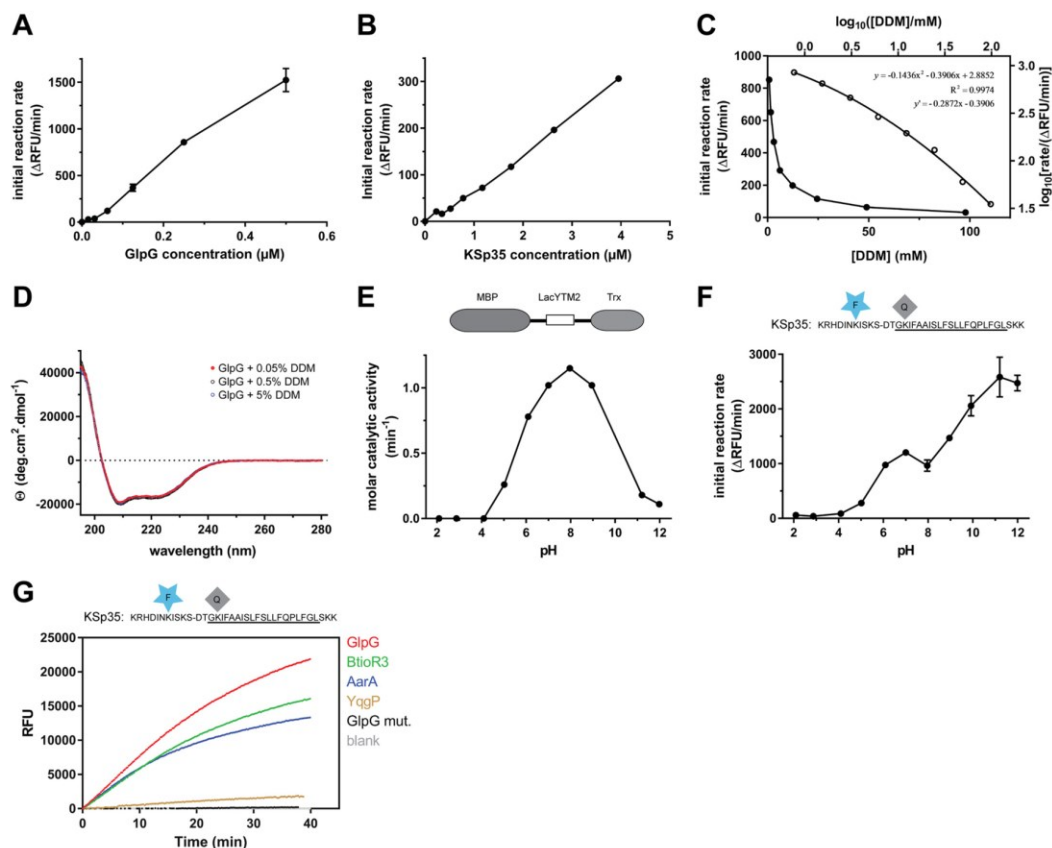 A
initial reaction rate
(ΔRFU/min)
1500
1000
500
0
0.0 0.2 0.4 0.6
GlpG concentration (μM)
B
Initial reaction rate
(ΔRFU/min)
300
200
100
0
0 1 2 3 4 5
KSp35 concentration (μM)
C
log10([DDM]/mM)
0.0 0.5 1.0 1.5 2.0
initial reaction rate
(ΔRFU/min)
1000
800
600
400
200
0
y = -0.1436x² -0.3906x + 2.8852
R² = 0.9974
y' = - 0.2872x - 0.3906
3.0
2.5
2.0
1.5
log10[rate/(ΔRFU/min)]
0 50 100
[DDM] (mM)
D
Θ (deg.cm².dmol⁻¹)
40000
20000
0
-20000
GlpG + 0.05% DDM
GlpG + 0.5% DDM
GlpG + 5% DDM
200 220 240 260 280
wavelength (nm)
E
MBP LacYTM2 Trx
molar catalytic activity
(min⁻¹)
1.0
0.5
0.0
2 4 6 8 10 12
pH
F
F Q
KSp35: KRHDINKISKS-DTGKIFAAISLFSLLFQPLFGLSKK
initial reaction rate
(ΔRFU/min)
3000
2000
1000
0
2 4 6 8 10 12
pH
G
F Q
KSp35: KRHDINKISKS-DTGKIFAAISLFSLLFQPLFGLSKK
RFU
25000
20000
15000
10000
5000
0
0 10 20 30 40
Time (min)
GlpG
BtioR3
AarA
YqgP
GlpG mut.
blank